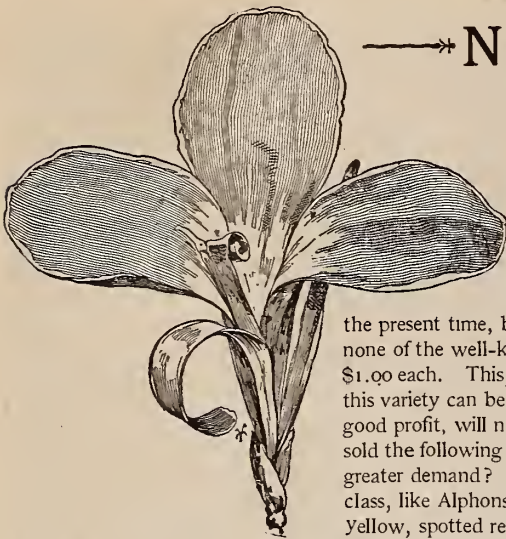 N
the present time, b
none of the well-k
$1.00 each. This,
this variety can be
good profit, will n
sold the following
greater demand?
class, like Alphons
yellow, spotted re